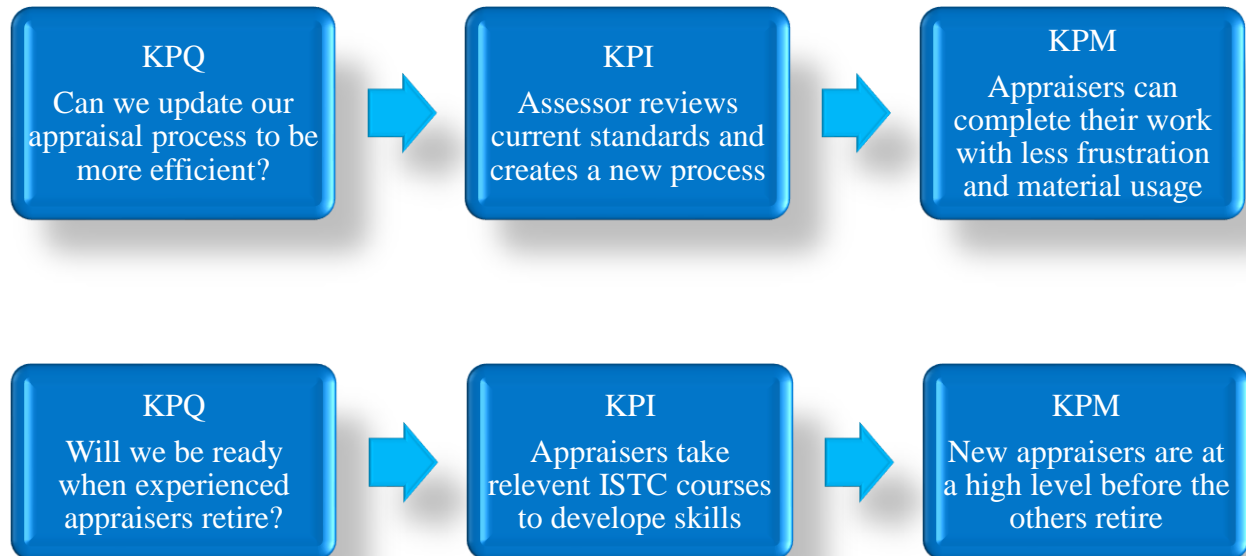 KPQ
Can we update our
appraisal process to be
more efficient?
KPI
Assessor reviews
current standards and
creates a new process
KPM
Appraisers can
complete their work
with less frustration
and material usage
KPQ
Will we be ready
when experienced
appraisers retire?
KPI
Appraisers take
relevent ISTC courses
to develope skills
KPM
New appraisers are at
a high level before the
others retire